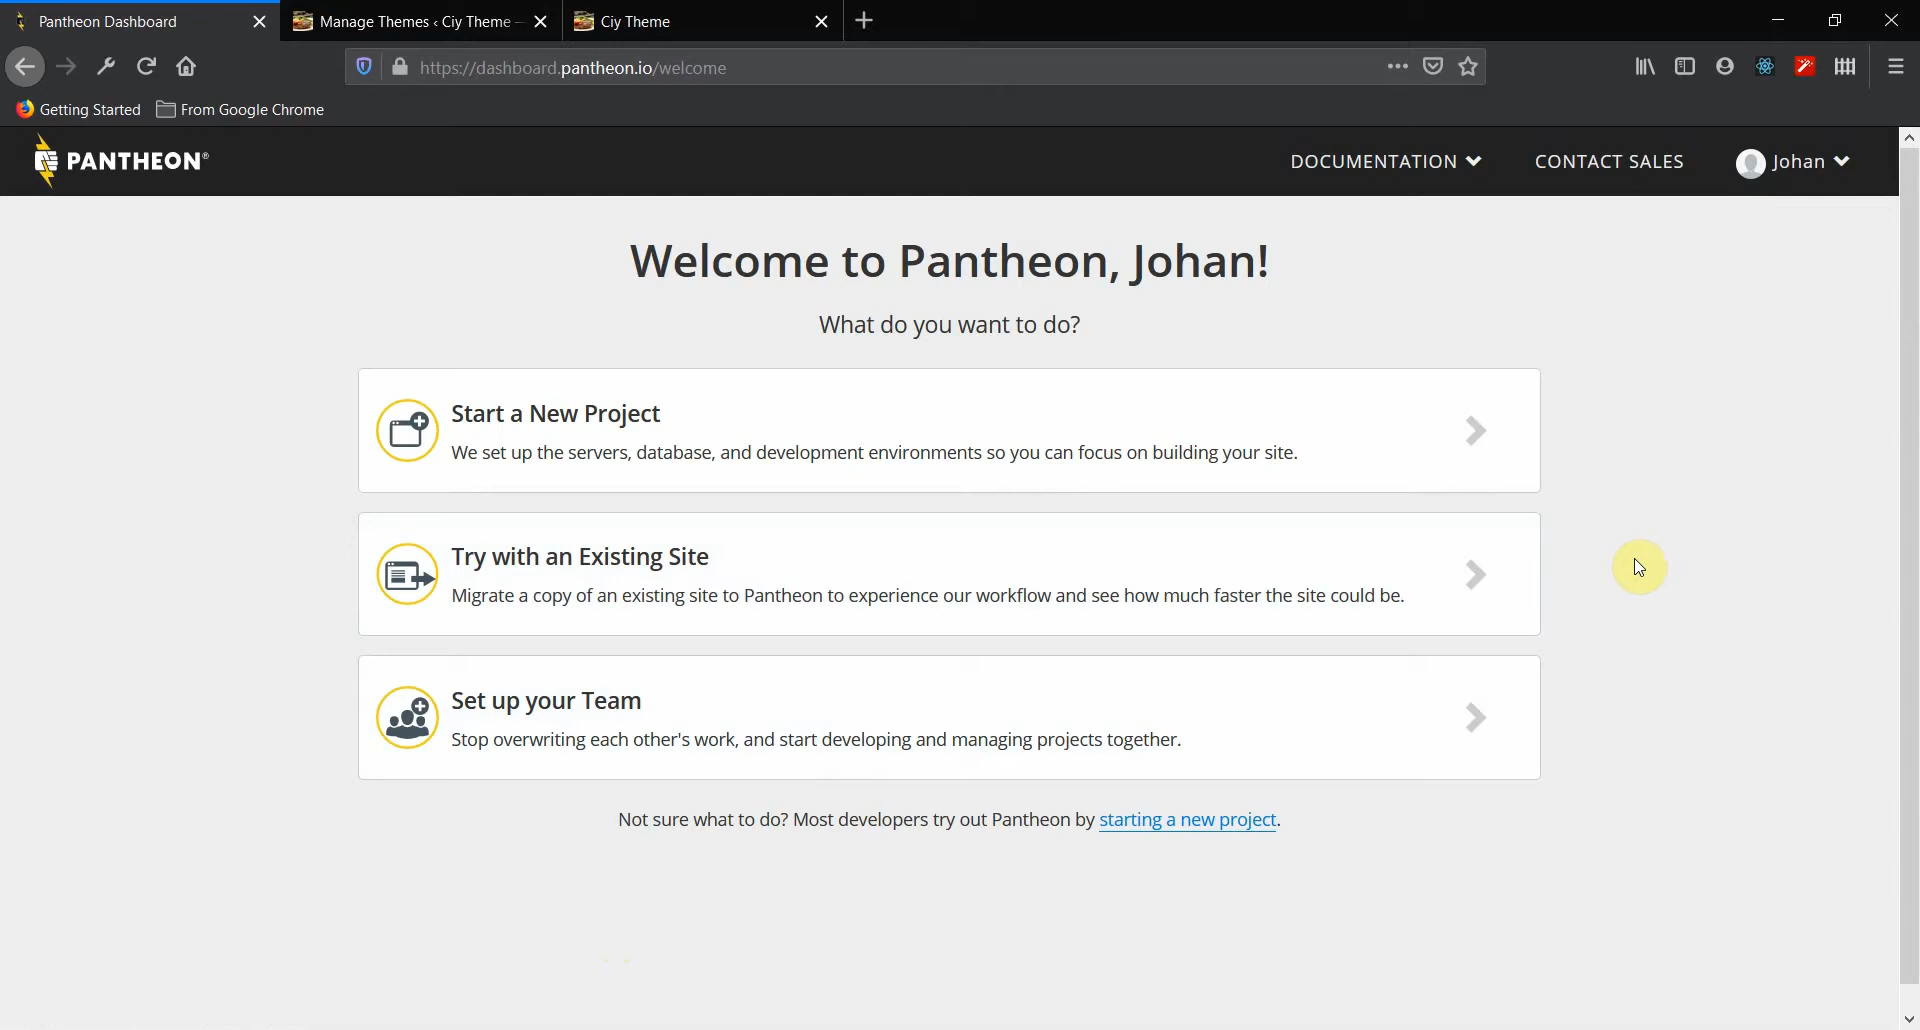 Pantheon Dashboard
Manage Themes ‹ Ciy Theme —
Ciy Theme
https://dashboard.pantheon.io/welcome
Getting Started
From Google Chrome
PANTHEON®
DOCUMENTATION
CONTACT SALES
Johan
Welcome to Pantheon, Johan!
What do you want to do?
Start a New Project
We set up the servers, database, and development environments so you can focus on building your site.
Try with an Existing Site
Migrate a copy of an existing site to Pantheon to experience our workflow and see how much faster the site could be.
Set up your Team
Stop overwriting each other's work, and start developing and managing projects together.
Not sure what to do? Most developers try out Pantheon by starting a new project.